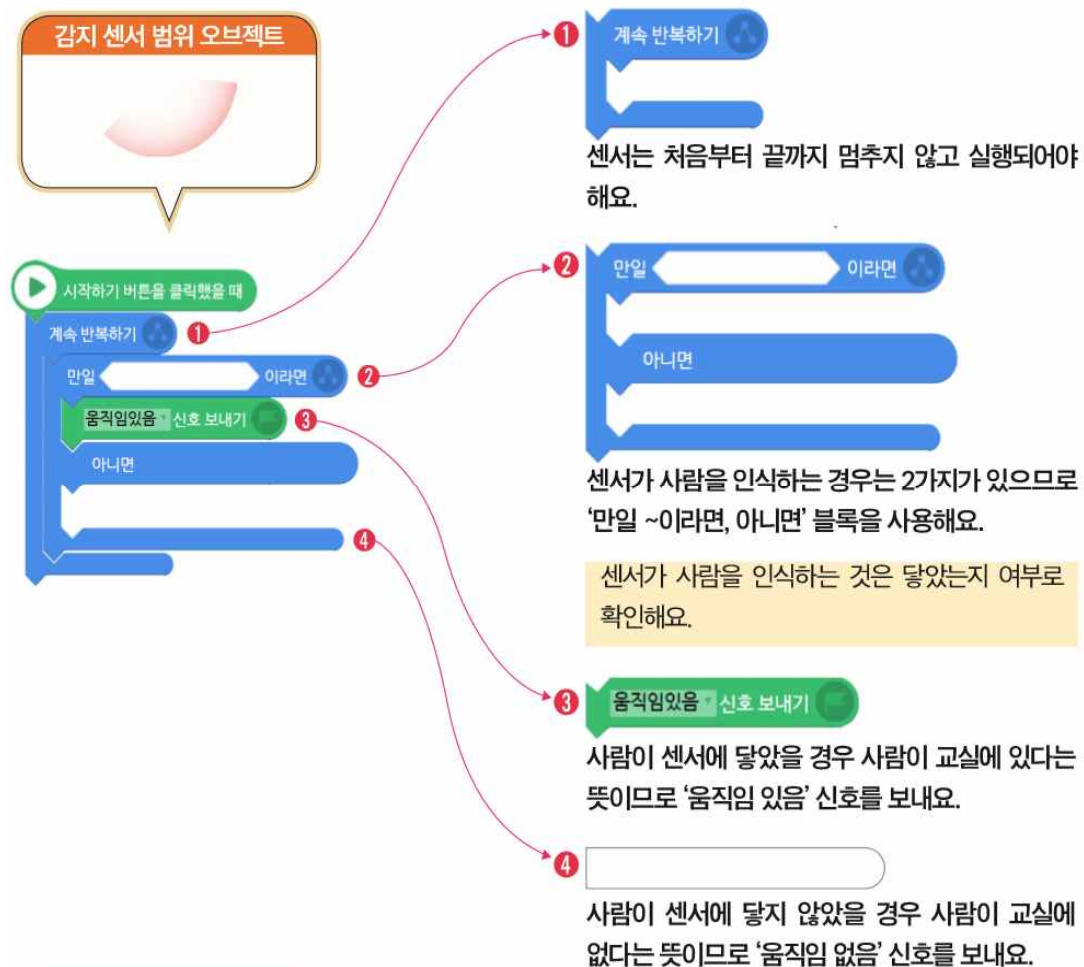 감지 센서 범위 오브젝트
시작하기 버튼을 클릭했을 때
계속 반복하기 1
만일 이라면 2
움직임있음 신호 보내기 3
아니면
4
1 계속 반복하기
센서는 처음부터 끝까지 멈추지 않고 실행되어야
해요.
2 만일 이라면
아니면
센서가 사람을 인식하는 경우는 2가지가 있으므로
‘만일 ~이라면, 아니면’ 블록을 사용해요.
센서가 사람을 인식하는 것은 닿았는지 여부로
확인해요.
3 움직임있음 신호 보내기
사람이 센서에 닿았을 경우 사람이 교실에 있다는
뜻이므로 ‘움직임 있음’ 신호를 보내요.
4
사람이 센서에 닿지 않았을 경우 사람이 교실에
없다는 뜻이므로 ‘움직임 없음’ 신호를 보내요.